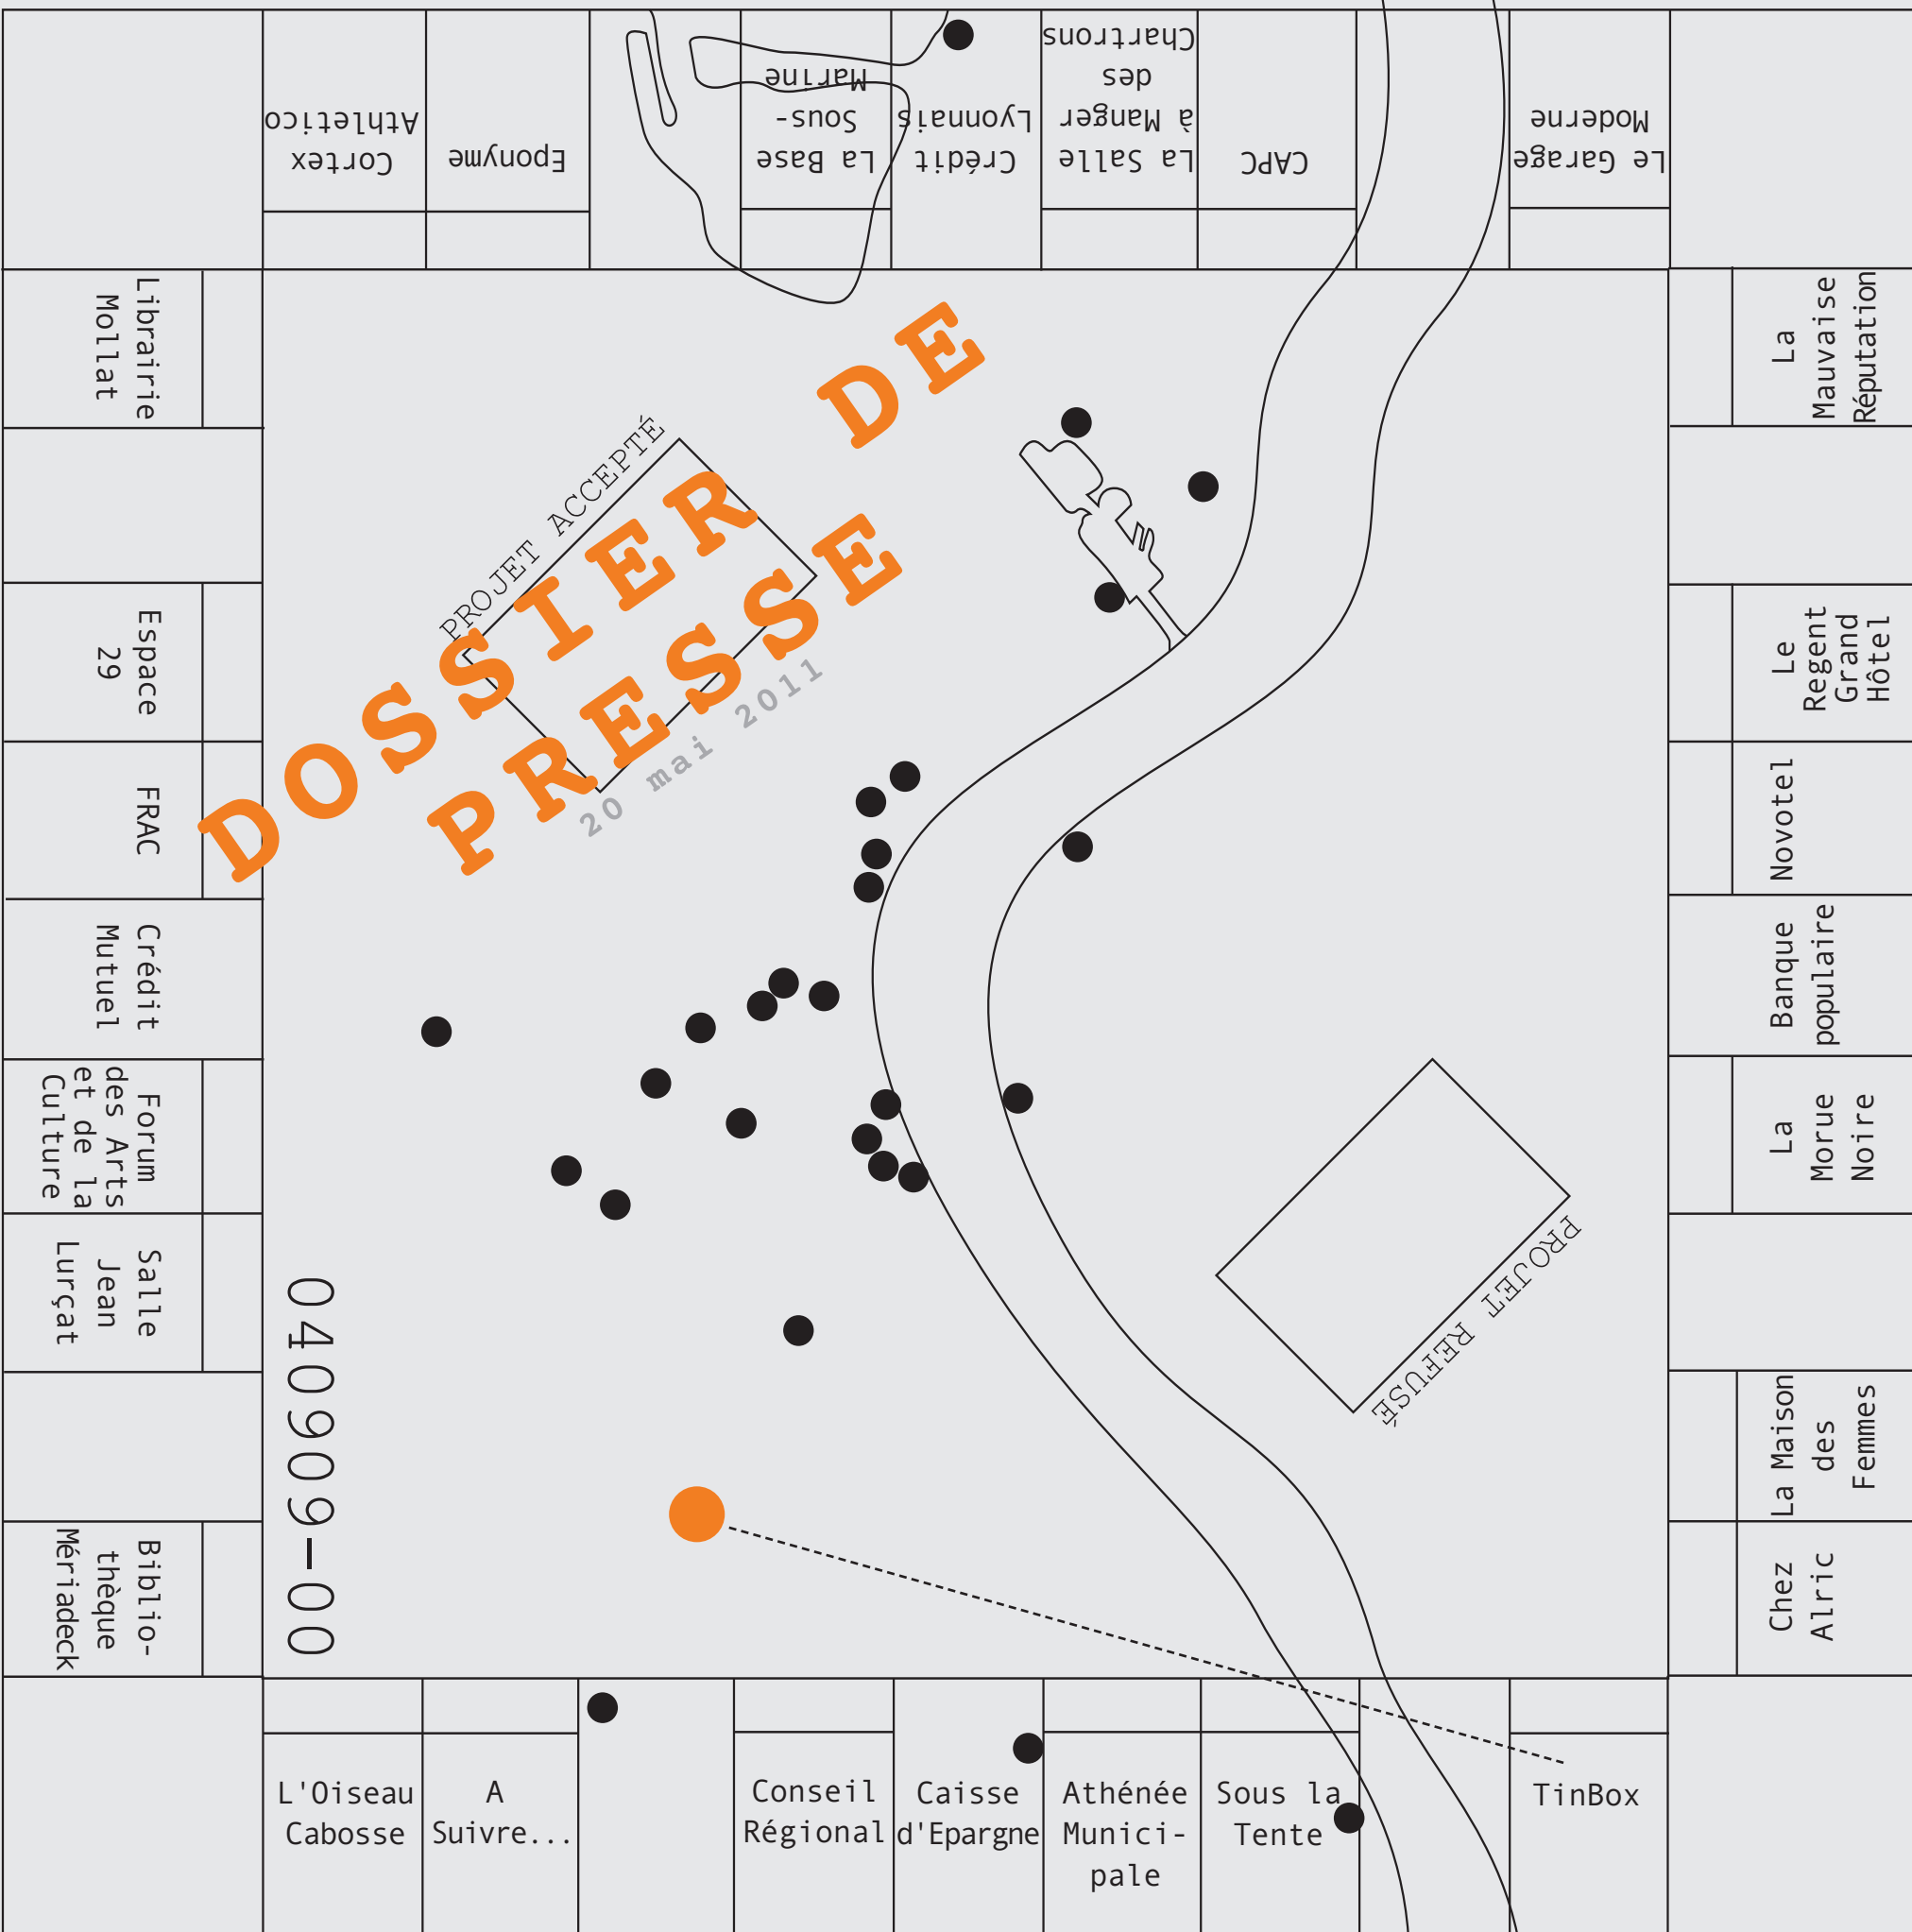 Cortex
Athletico
Eponyme
La Base
Sous-
Marine
Crédit
Lyonnais
La Salle
à Manger
des
Chartrons
CAPC
Le Garage
Moderne
Librairie
Mollat
Espace
29
FRAC
Crédit
Mutuel
Forum
des Arts
et de la
Culture
Salle
Jean
Lurçat
Biblio-
thèque
Mériadeck
PROJET ACCEPTÉ
DOSSIER DE
PRESSE
20 mai 2011
040909-00
PROJET REFUSÉ
La
Mauvaise
Réputation
Le
Regent
Grand
Hôtel
Novotel
Banque
populaire
La
Morue
Noire
La Maison
des
Femmes
Chez
Alric
L'Oiseau
Cabosse
A
Suivre...
Conseil
Régional
Caisse
d'Epargne
Athénée
Munici-
pale
Sous la
Tente
TinBox